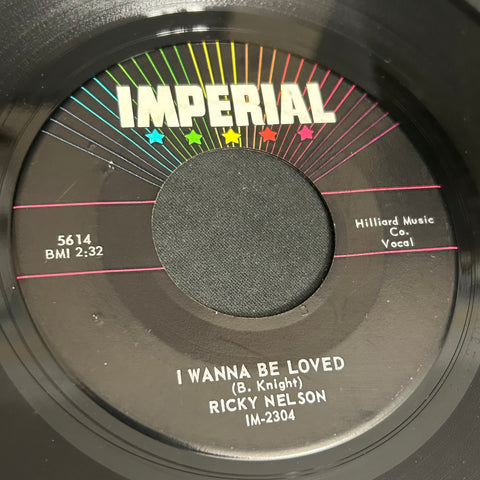 IMPERIAL
5614
BMI 2:32
Hilliard Music
Co.
Vocal
I WANNA BE LOVED
(B. Knight)
RICKY NELSON
IM-2304